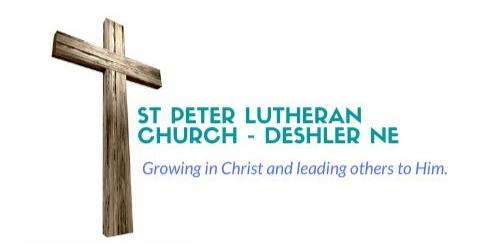 ST PETER LUTHERAN
CHURCH - DESHLER NE
Growing in Christ and leading others to Him.